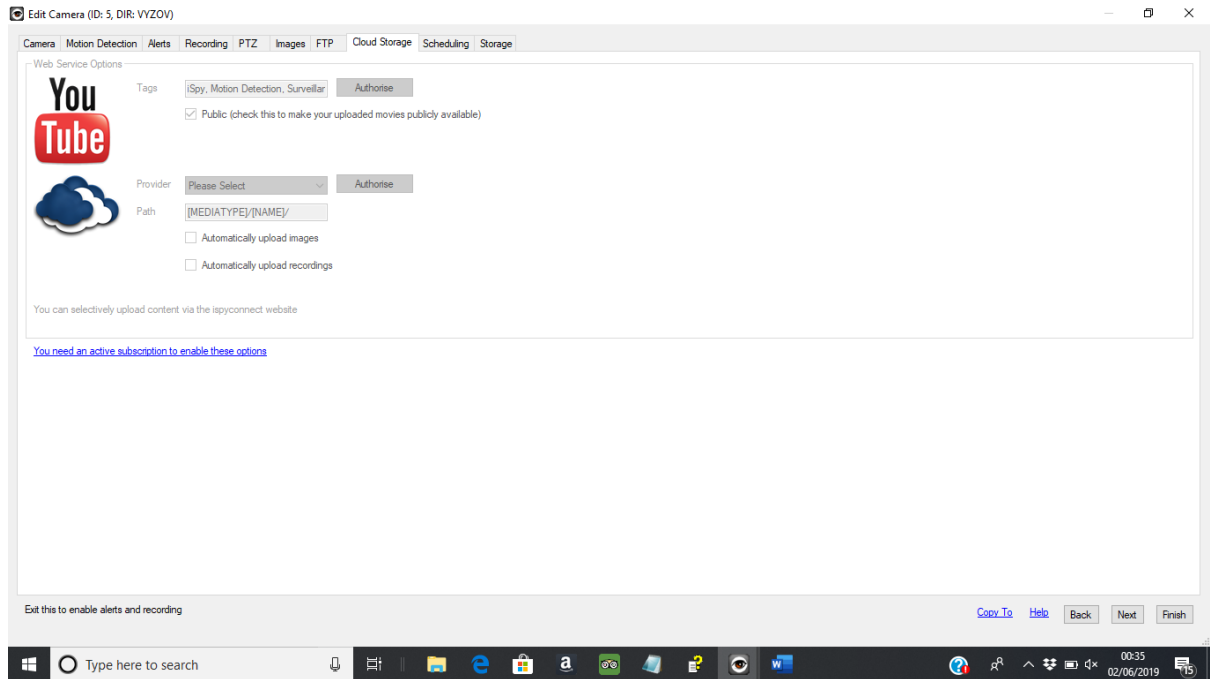 Edit Camera (ID: 5, DIR: VYZOV)
Camera Motion Detection Alerts Recording PTZ Images FTP Cloud Storage Scheduling Storage
Web Service Options
You
Tube
Tags iSpy, Motion Detection, Surveillar Authorise
Public (check this to make your uploaded movies publicly available)
Provider Please Select Authorise
Path [MEDIATYPE]/[NAME]/
Automatically upload images
Automatically upload recordings
You can selectively upload content via the ispyconnect website
You need an active subscription to enable these options
Exit this to enable alerts and recording
Copy To Help Back Next Finish
Type here to search
00:35
02/06/2019
15